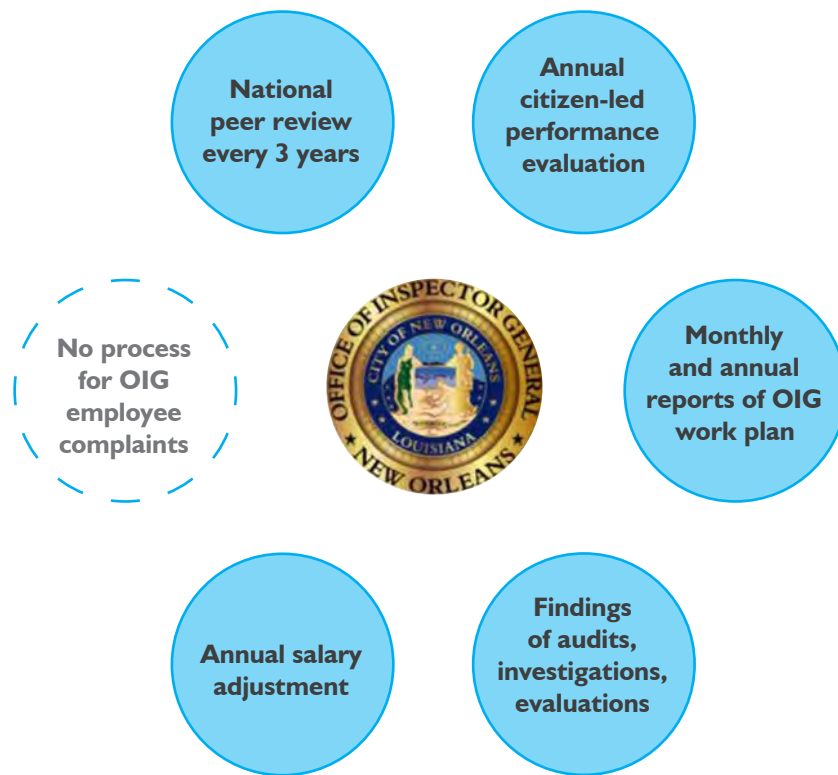 National
peer review
every 3 years
Annual
citizen-led
performance
evaluation
No process
for OIG
employee
complaints
OFFICE OF INSPECTOR GENERAL
CITY OF NEW ORLEANS
LOUISIANA
NEW ORLEANS
Monthly
and annual
reports of OIG
work plan
Annual salary
adjustment
Findings
of audits,
investigations,
evaluations